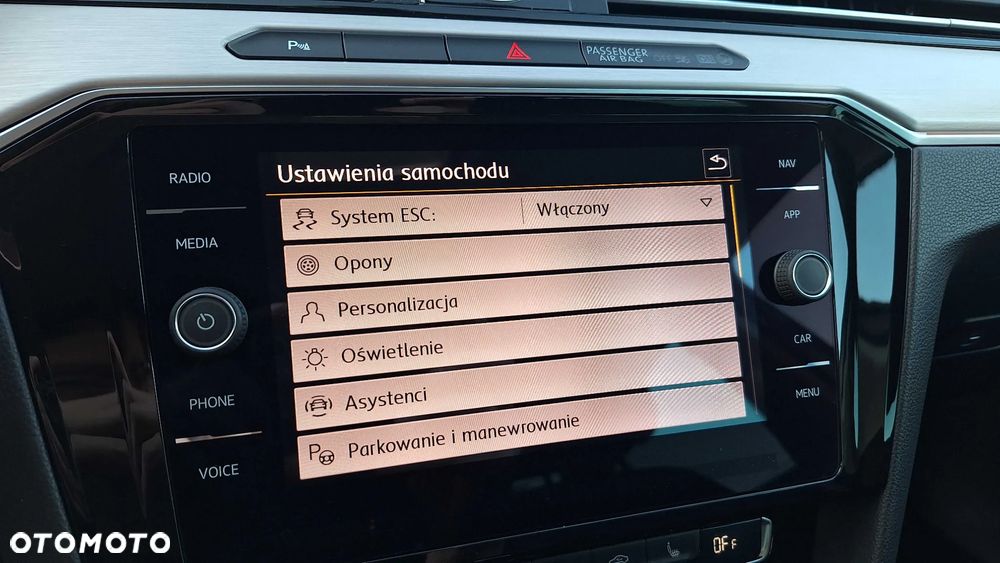 P
PASSENGER
AIR BAG OFF
RADIO
MEDIA
PHONE
VOICE
Ustawienia samochodu
System ESC: Włączony
Opony
Personalizacja
Oświetlenie
Asystenci
P Parkowanie i manewrowanie
NAV
APP
CAR
MENU
OFF
OTOMOTO